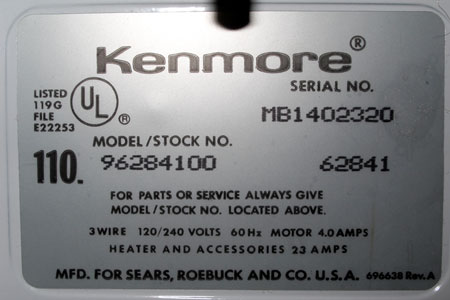 Kenmore®
SERIAL NO.
LISTED
119G
FILE
E22253
UL®
MB1402320
MODEL/STOCK NO.
110. 96284100 62841
FOR PARTS OR SERVICE ALWAYS GIVE
MODEL/STOCK NO. LOCATED ABOVE.
3 WIRE 120/240 VOLTS 60Hz MOTOR 4.0 AMPS
HEATER AND ACCESSORIES 23 AMPS
MFD. FOR SEARS, ROEBUCK AND CO. U.S.A. 696638 Rev. A